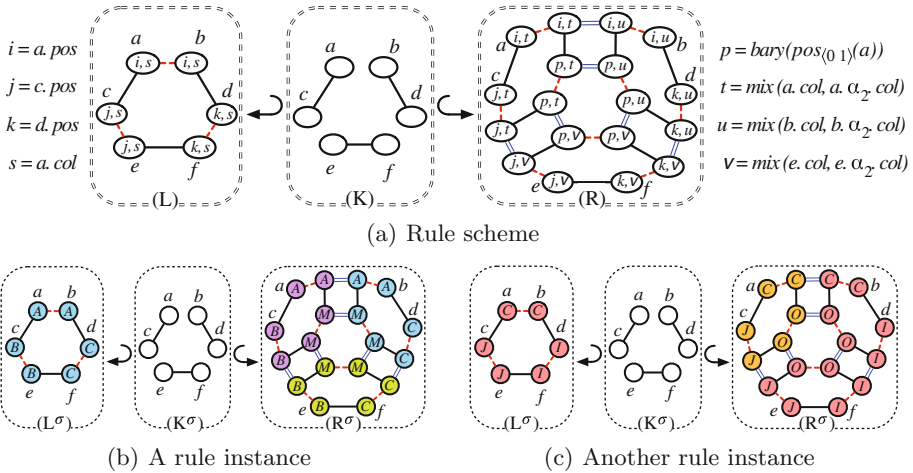 i = a. pos
j = c. pos
k = d. pos
s = a. col
a b
i, s i, s
c d
j, s k, s
j, s k, s
e f
(L)
a b
c d
e f
(K)
i, t i, u
a i, t i, u b
p, t p, u
c d
j, t p, t p, u k, u
j, t p, v p, v k, u
j, v k, v
e j, v k, v f
(R)
p = bary(pos⟨0 1⟩(a))
t = mix(a. col, a. α2. col)
u = mix(b. col, b. α2. col)
v = mix(e. col, e. α2. col)
(a) Rule scheme
a b
A A
c d
B C
B C
e f
(Lσ)
a b
c d
e f
(Kσ)
A A
a A A b
M M
c d
B M M C
B M M C
B C
e B C f
(Rσ)
(b) A rule instance
a b
C C
c d
J I
J I
e f
(Lσ)
a b
c d
e f
(Kσ)
C C
a C C b
O O
c d
J O O I
J O O I
J I
e J I f
(Rσ)
(c) Another rule instance